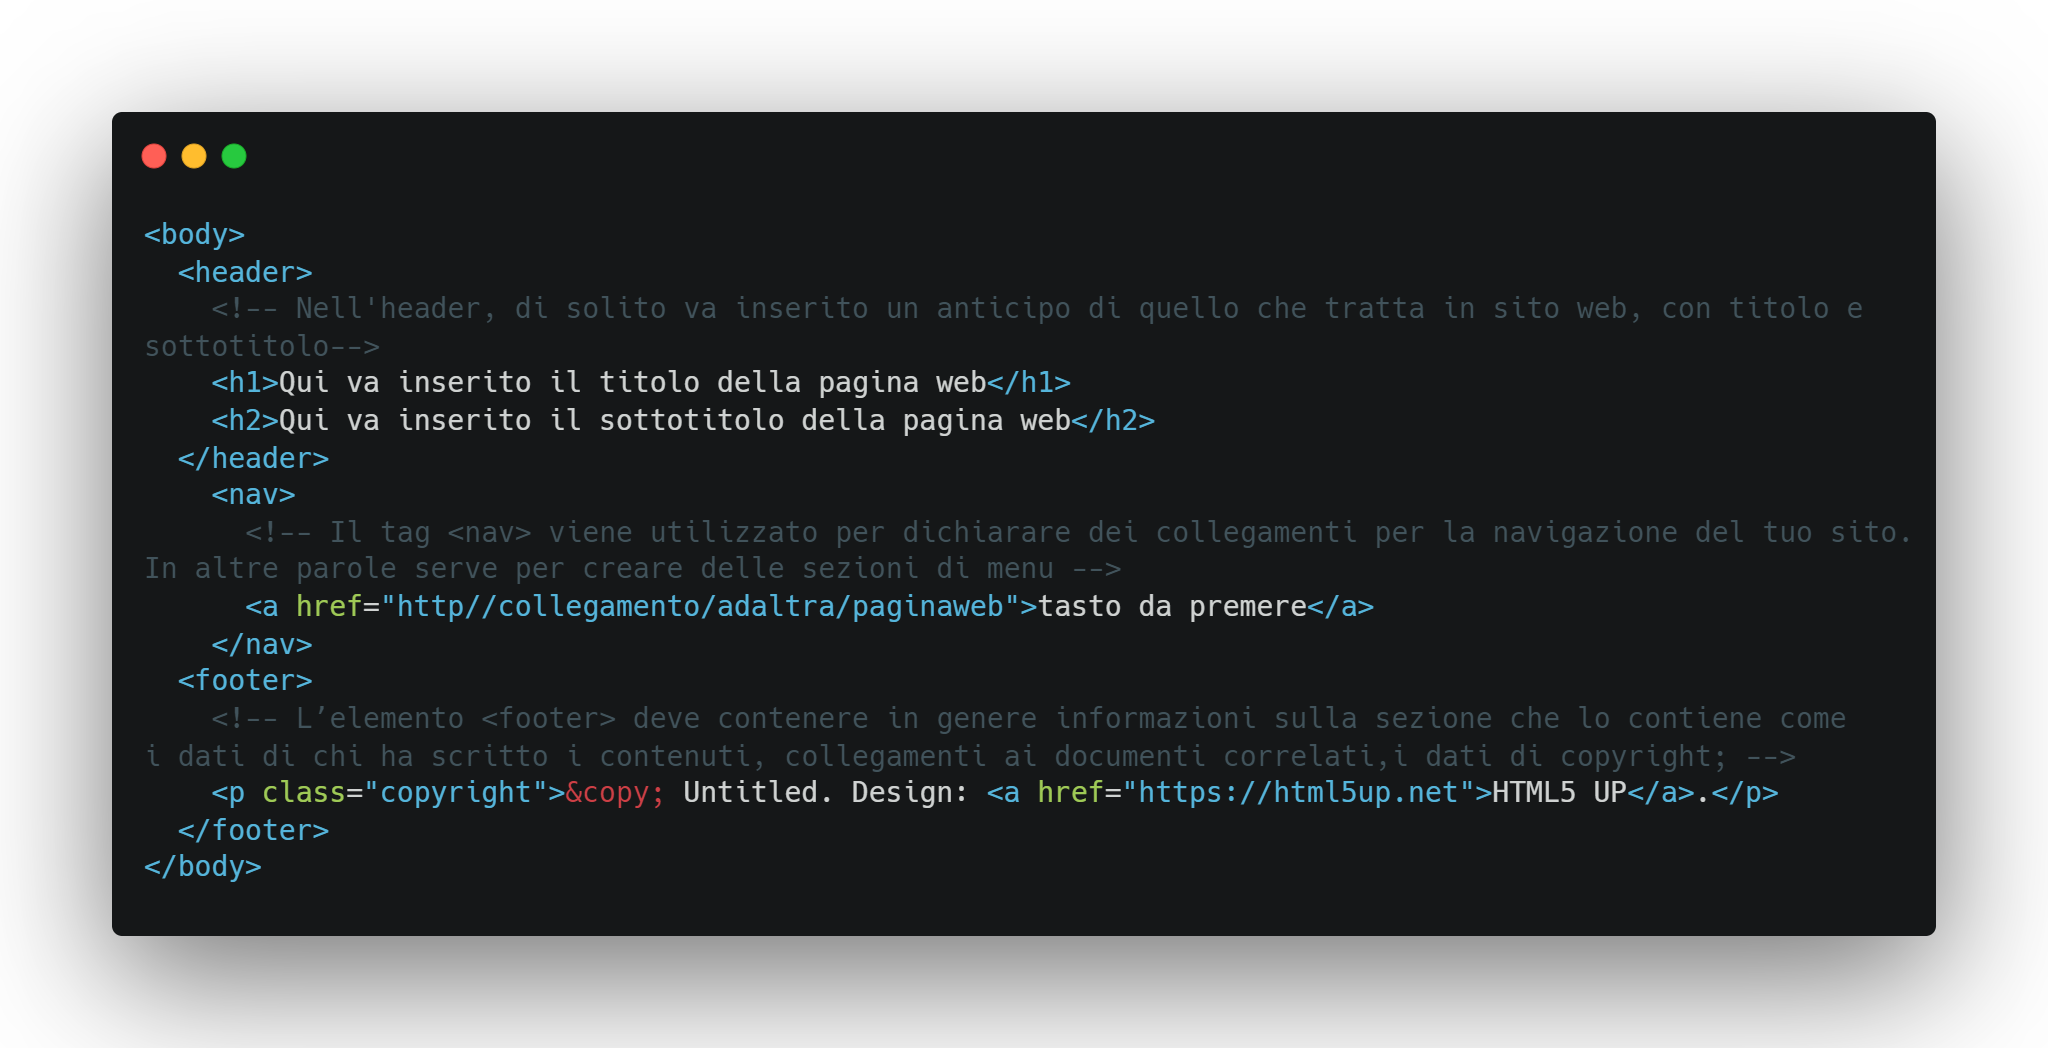 <body>
  <header>
    <!-- Nell'header, di solito va inserito un anticipo di quello che tratta in sito web, con titolo e
sottotitolo-->
    <h1>Qui va inserito il titolo della pagina web</h1>
    <h2>Qui va inserito il sottotitolo della pagina web</h2>
  </header>
    <nav>
      <!-- Il tag <nav> viene utilizzato per dichiarare dei collegamenti per la navigazione del tuo sito.
In altre parole serve per creare delle sezioni di menu -->
      <a href="http//collegamento/adaltra/paginaweb">tasto da premere</a>
    </nav>
  <footer>
    <!-- L’elemento <footer> deve contenere in genere informazioni sulla sezione che lo contiene come
i dati di chi ha scritto i contenuti, collegamenti ai documenti correlati,i dati di copyright; -->
    <p class="copyright">&copy; Untitled. Design: <a href="https://html5up.net">HTML5 UP</a>.</p>
  </footer>
</body>